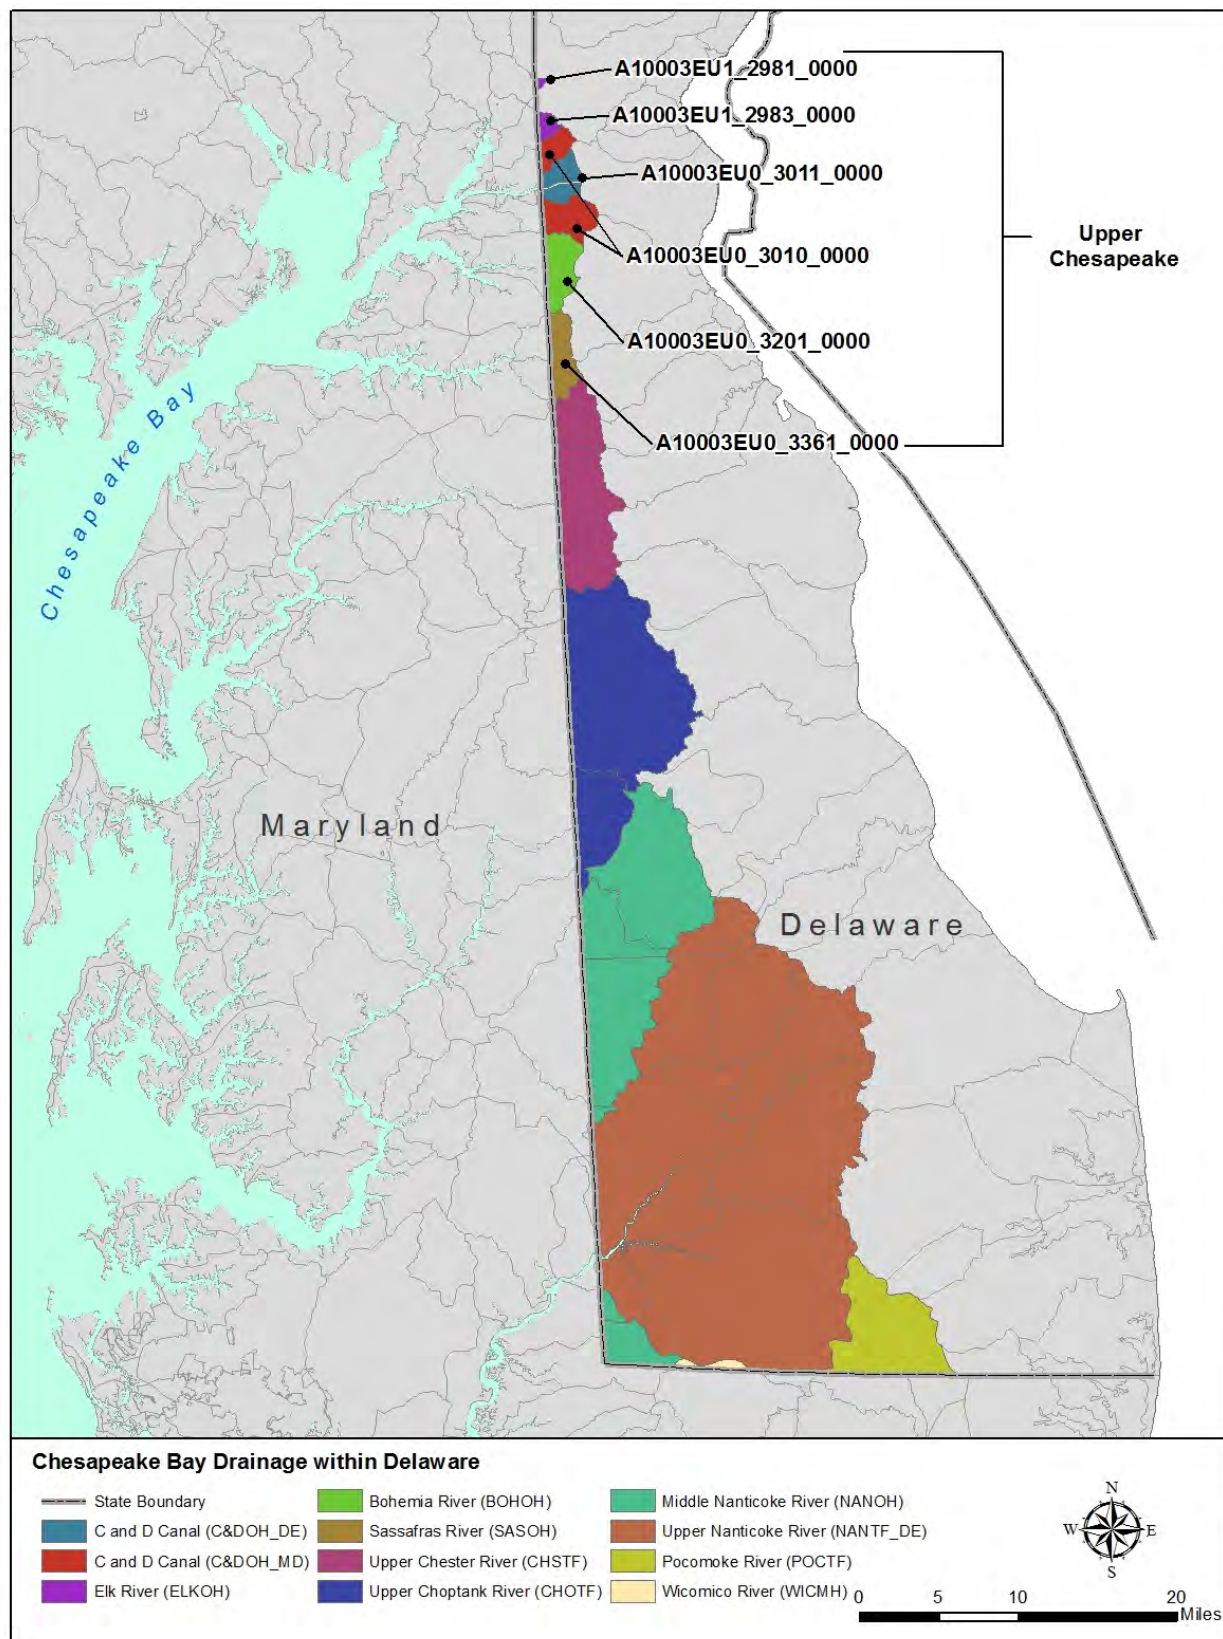 A10003EU1_2981_0000
A10003EU1_2983_0000
A10003EU0_3011_0000
A10003EU0_3010_0000
Upper
Chesapeake
A10003EU0_3201_0000
A10003EU0_3361_0000
Chesapeake Bay
Maryland
Delaware
Chesapeake Bay Drainage within Delaware
State Boundary
C and D Canal (C&DOH_DE)
C and D Canal (C&DOH_MD)
Elk River (ELKOH)
Bohemia River (BOHOH)
Sassafras River (SASOH)
Upper Chester River (CHSTF)
Upper Choptank River (CHOTF)
Middle Nanticoke River (NANOH)
Upper Nanticoke River (NANTF_DE)
Pocomoke River (POCTF)
Wicomico River (WICMH)
N
W E
S
0 5 10 20
Miles